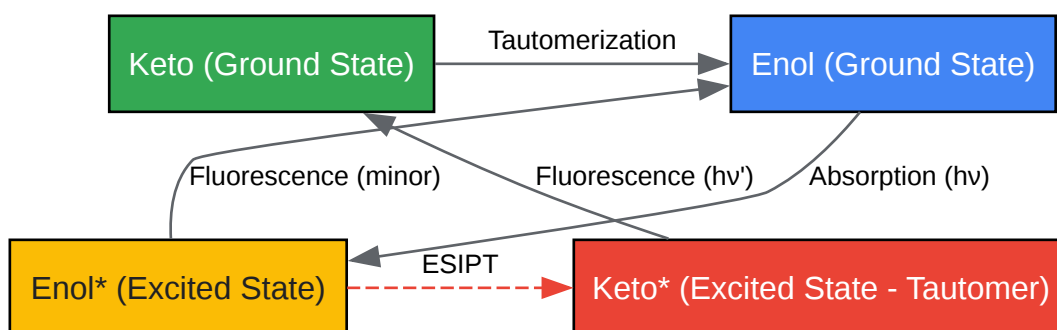 Tautomerization
Keto (Ground State)
Enol (Ground State)
Fluorescence (minor)
Fluorescence (hν')
Absorption (hν)
ESIPT
Enol* (Excited State)
Keto* (Excited State - Tautomer)